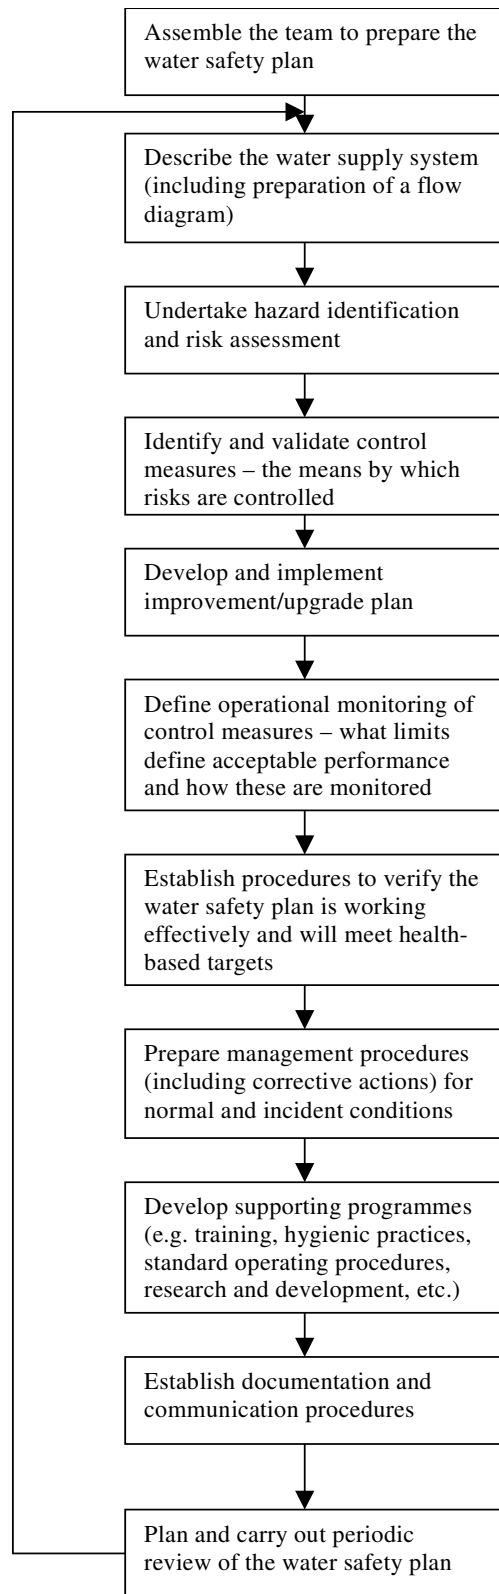 Assemble the team to prepare the
water safety plan
Describe the water supply system
(including preparation of a flow
diagram)
Undertake hazard identification
and risk assessment
Identify and validate control
measures – the means by which
risks are controlled
Develop and implement
improvement/upgrade plan
Define operational monitoring of
control measures – what limits
define acceptable performance
and how these are monitored
Establish procedures to verify the
water safety plan is working
effectively and will meet health-
based targets
Prepare management procedures
(including corrective actions) for
normal and incident conditions
Develop supporting programmes
(e.g. training, hygienic practices,
standard operating procedures,
research and development, etc.)
Establish documentation and
communication procedures
Plan and carry out periodic
review of the water safety plan